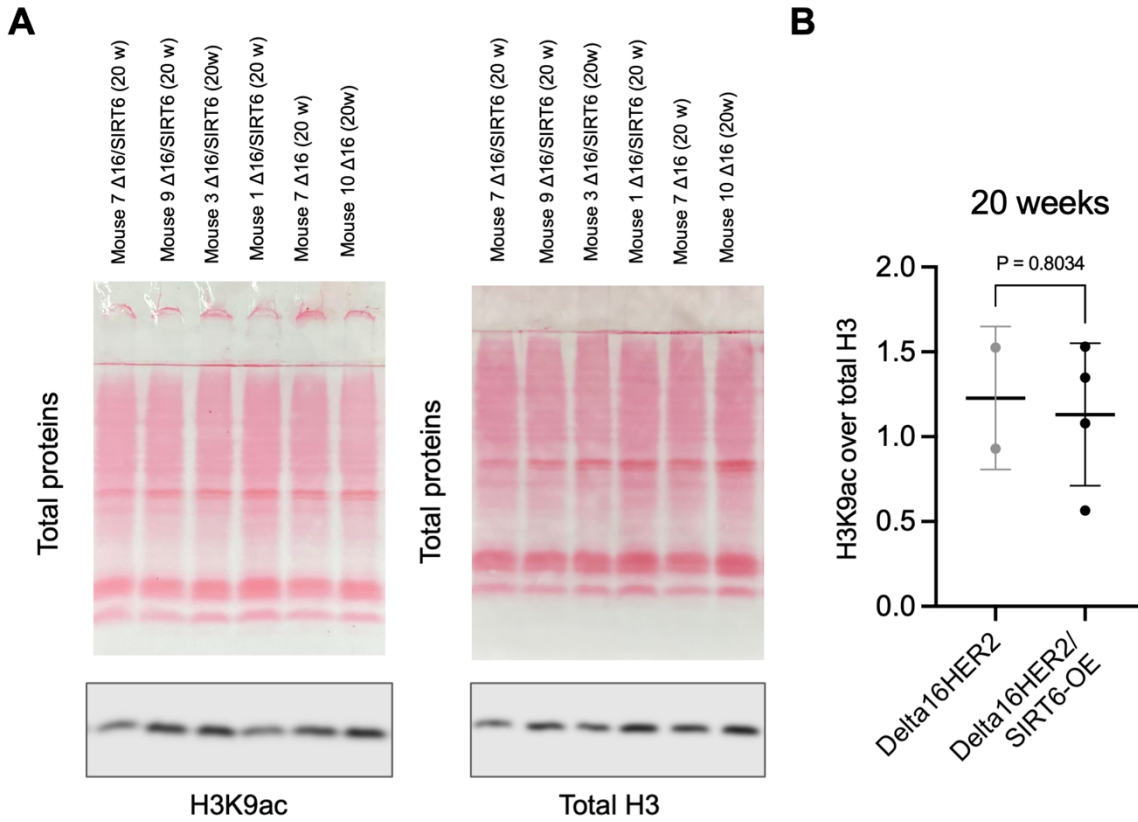 A
Mouse 7 Δ16/SIRT6 (20 w)
Mouse 9 Δ16/SIRT6 (20 w)
Mouse 3 Δ16/SIRT6 (20w)
Mouse 1 Δ16/SIRT6 (20 w)
Mouse 7 Δ16 (20 w)
Mouse 10 Δ16 (20w)
Total proteins
H3K9ac
Mouse 7 Δ16/SIRT6 (20 w)
Mouse 9 Δ16/SIRT6 (20 w)
Mouse 3 Δ16/SIRT6 (20w)
Mouse 1 Δ16/SIRT6 (20 w)
Mouse 7 Δ16 (20 w)
Mouse 10 Δ16 (20w)
Total proteins
Total H3
B
20 weeks
P = 0.8034
H3K9ac over total H3
2.0
1.5
1.0
0.5
0.0
Delta16HER2
Delta16HER2/
SIRT6-OE